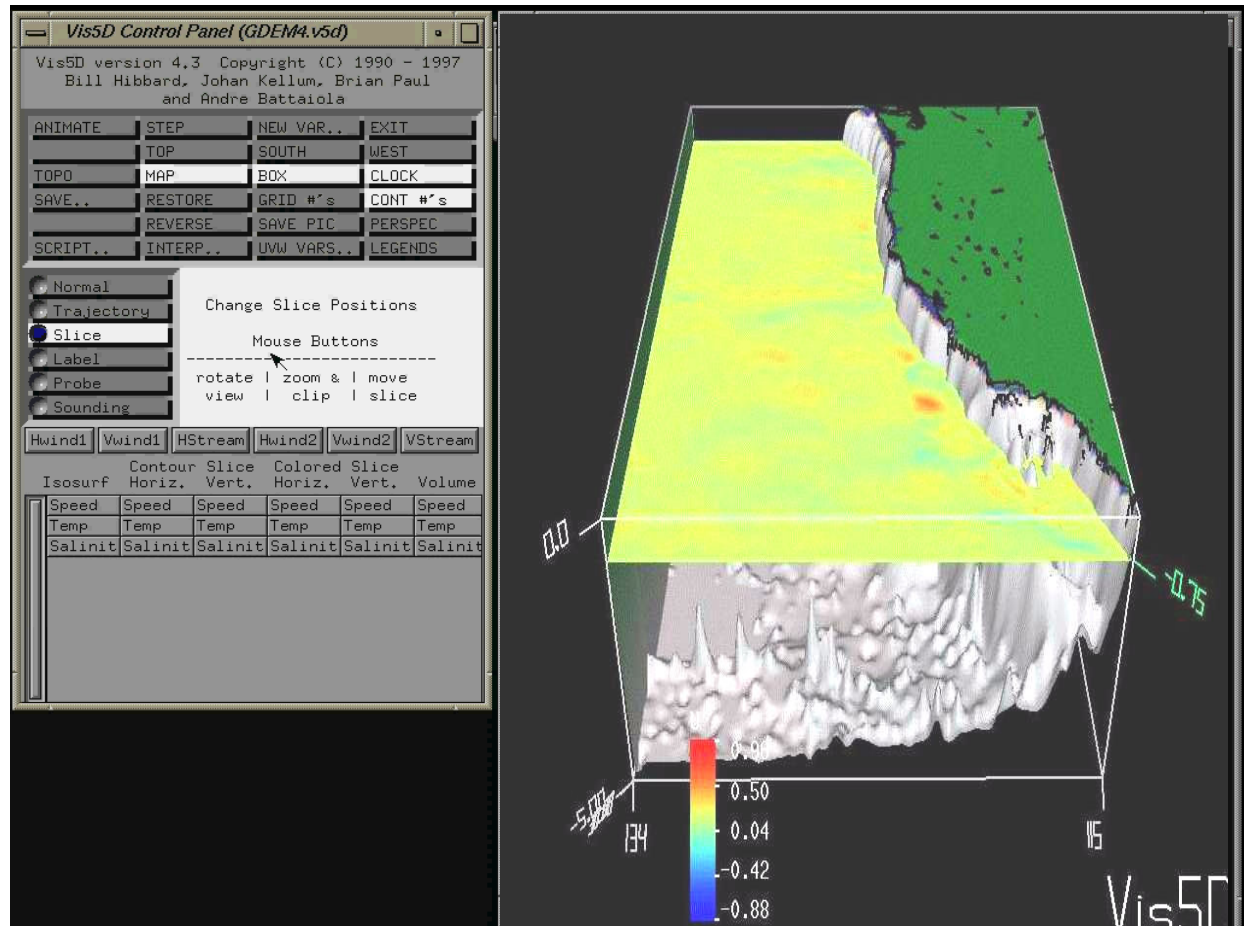 Vis5D Control Panel (GDEM4.v5d)
Vis5D version 4.3 Copyright (C) 1990 - 1997
Bill Hibbard, Johan Kellum, Brian Paul
and Andre Battaiola
ANIMATE STEP NEW VAR.. EXIT
TOP SOUTH WEST
TOPO MAP BOX CLOCK
SAVE.. RESTORE GRID #'s CONT #'s
REVERSE SAVE PIC PERSPEC
SCRIPT.. INTERP.. UVW VARS.. LEGENDS
Normal
Trajectory
Slice
Label
Probe
Sounding
Change Slice Positions
Mouse Buttons
rotate | zoom & | move
view | clip | slice
Hwind1 Vwind1 HStream Hwind2 Vwind2 VStream
Contour Slice Colored Slice
Isosurf Horiz. Vert. Horiz. Vert. Volume
Speed Speed Speed Speed Speed Speed
Temp Temp Temp Temp Temp Temp
Salinit Salinit Salinit Salinit Salinit Salinit
0.0
-0.75
-5.00
134
115
0.50
0.04
-0.42
-0.88
Vis5D